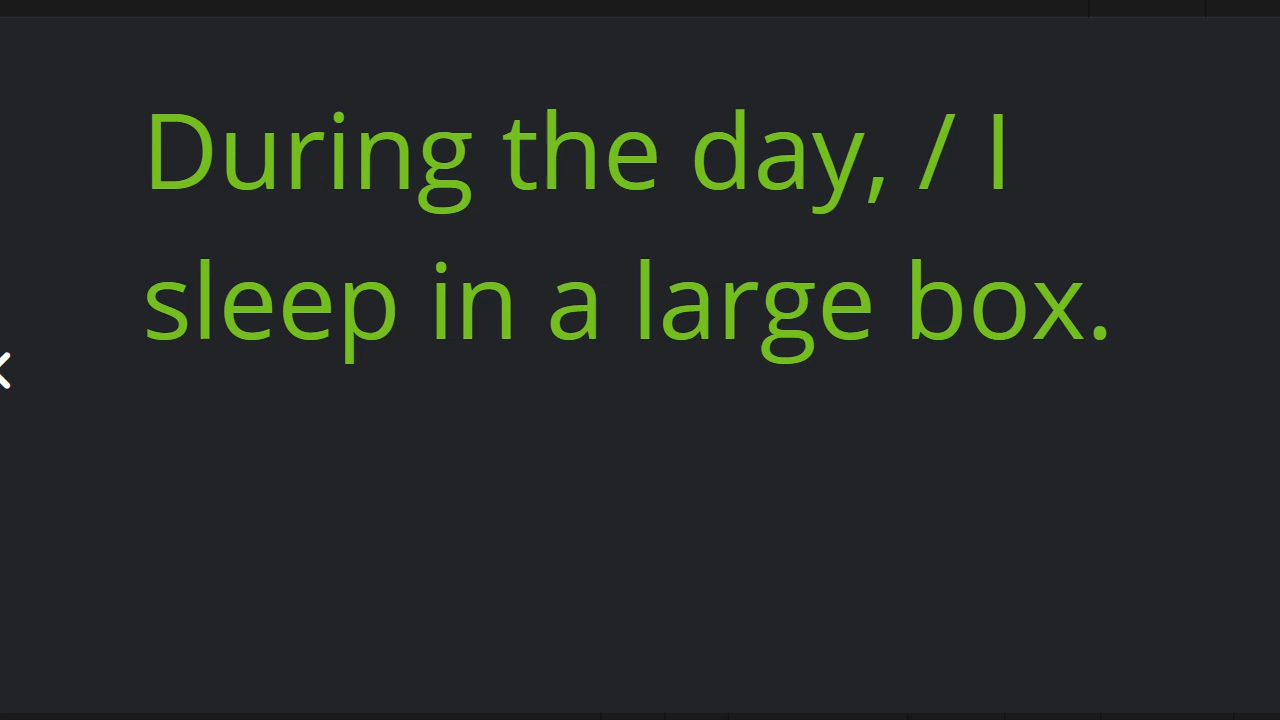 During the day, / I
sleep in a large box.